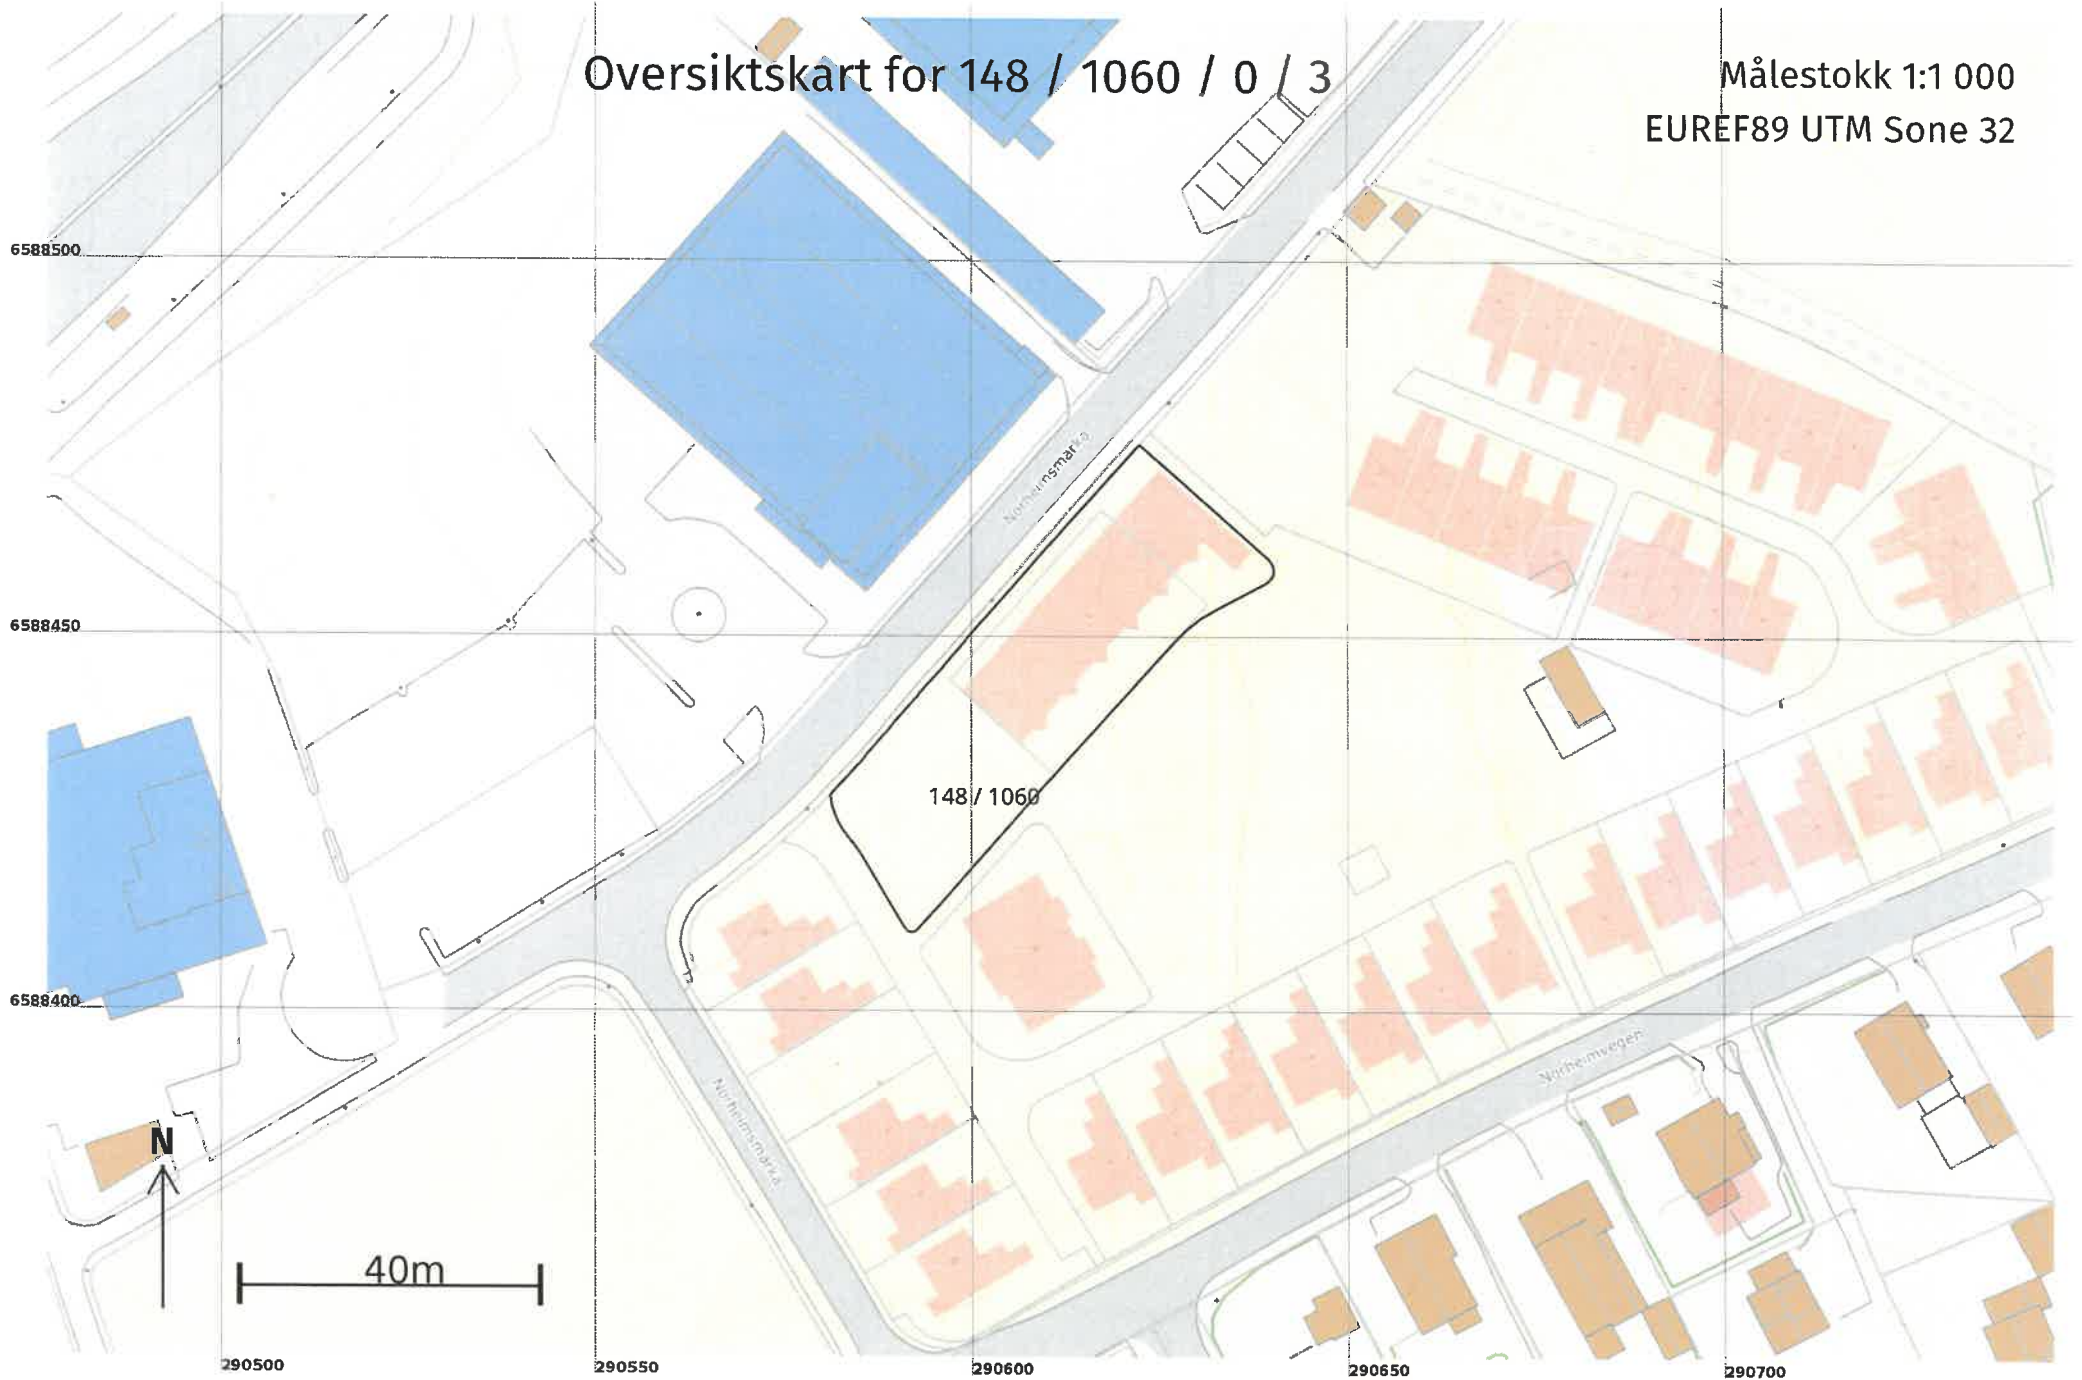 Oversiktskart for 148 / 1060 / 0 / 3
Målestokk 1:1 000
EUREF89 UTM Sone 32
6588500
Norheimsmarka
6588450
148 / 1060
6588400
Norheimvegen
Norheimsmarka
N
40m
290500
290550
290600
290650
290700